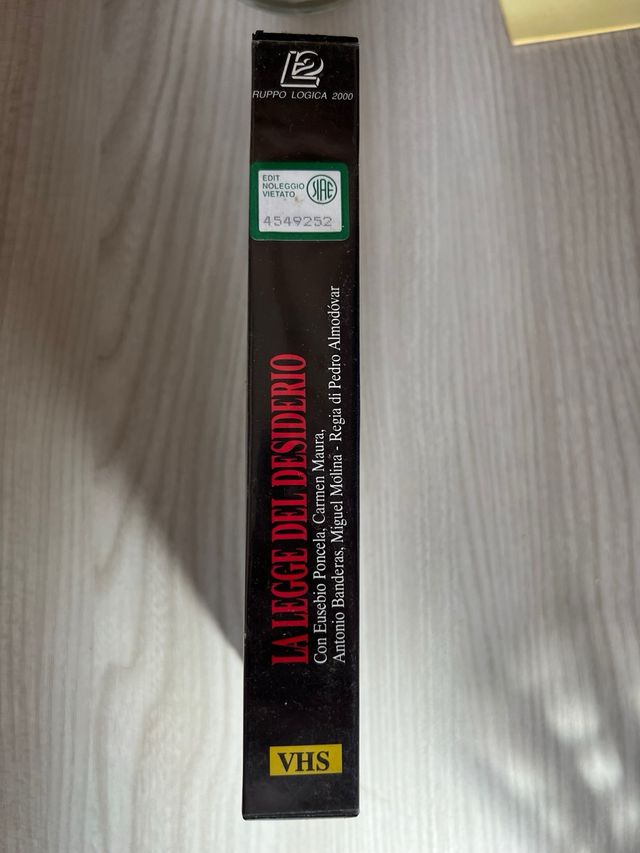 L2
RUPPO LOGICA 2000
EDIT
NOLEGGIO
VIETATO
SIAE
4549252
LA LEGGE DEL DESIDERIO
Con Eusebio Poncela, Carmen Maura,
Antonio Banderas, Miguel Molina - Regia di Pedro Almodóvar
VHS